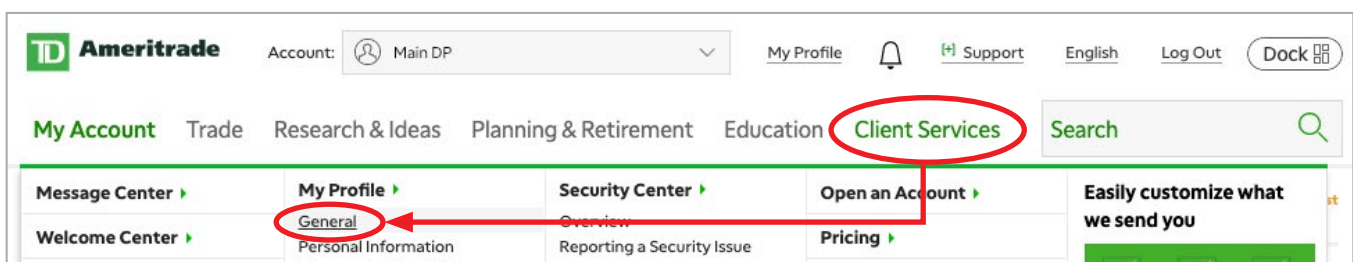 TD Ameritrade Account: Main DP My Profile [+] Support English Log Out Dock
My Account Trade Research & Ideas Planning & Retirement Education Client Services Search
Message Center
Welcome Center
My Profile
General
Personal Information
Security Center
Overview
Reporting a Security Issue
Open an Account
Pricing
Easily customize what
we send you
st